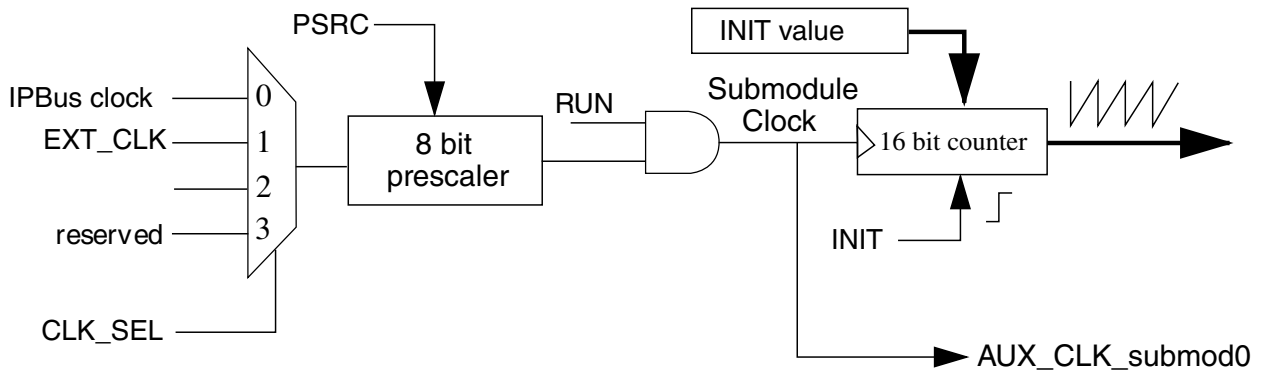 PSRC
INIT value
IPBus clock
0
EXT_CLK
1
2
reserved
3
CLK_SEL
8 bit
prescaler
RUN
Submodule
Clock
16 bit counter
INIT
AUX_CLK_submod0